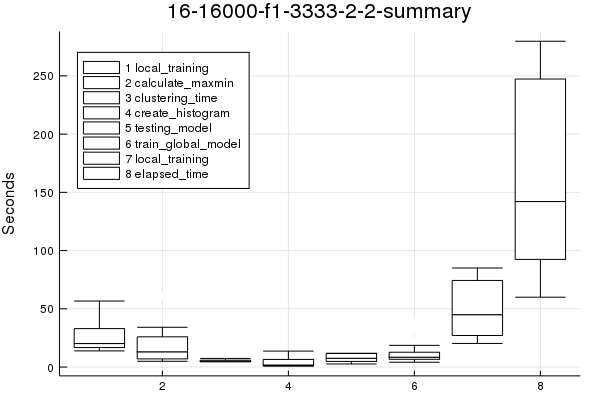 16-16000-f1-3333-2-2-summary
Seconds
250
200
150
100
50
0
1 local_training
2 calculate_maxmin
3 clustering_time
4 create_histogram
5 testing_model
6 train_global_model
7 local_training
8 elapsed_time
2
4
6
8